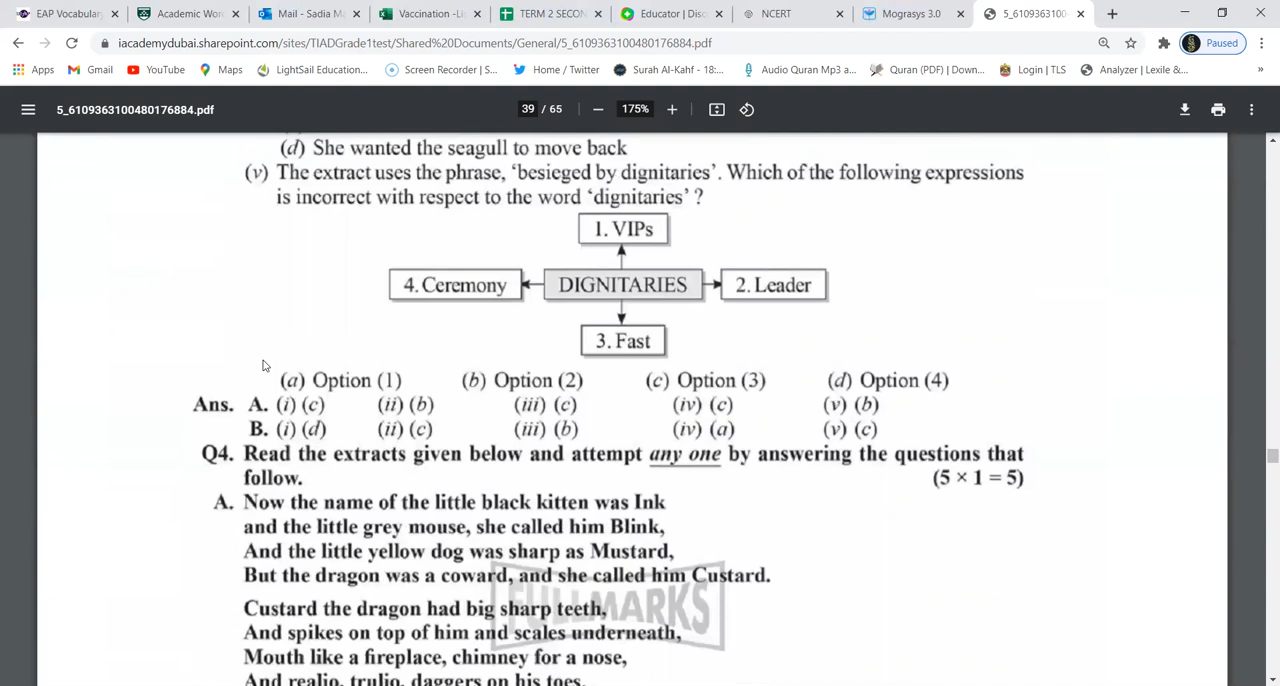 EAP Vocabulary
Academic Wor
Mail - Sadia M
Vaccination -Li
TERM 2 SECON
Educator | Disc
NCERT
Mograsys 3.0
5_6109363100
iacademydubai.sharepoint.com/sites/TIADGrade1test/Shared%20Documents/General/5_6109363100480176884.pdf
Paused
Apps
Gmail
YouTube
Maps
LightSail Education...
Screen Recorder | S...
Home / Twitter
Surah Al-Kahf - 18:...
Audio Quran Mp3 a...
Quran (PDF) | Down...
Login | TLS
Analyzer | Lexile &...
»
5_6109363100480176884.pdf
39 / 65
175%
(d) She wanted the seagull to move back
(v) The extract uses the phrase, ‘besieged by dignitaries’. Which of the following expressions
is incorrect with respect to the word ‘dignitaries’ ?
1. VIPs
4. Ceremony
DIGNITARIES
2. Leader
3. Fast
(a) Option (1) (b) Option (2) (c) Option (3) (d) Option (4)
Ans. A. (i) (c) (ii) (b) (iii) (c) (iv) (c) (v) (b)
B. (i) (d) (ii) (c) (iii) (b) (iv) (a) (v) (c)
Q4. Read the extracts given below and attempt any one by answering the questions that
follow. (5 × 1 = 5)
A. Now the name of the little black kitten was Ink
and the little grey mouse, she called him Blink,
And the little yellow dog was sharp as Mustard,
But the dragon was a coward, and she called him Custard.
Custard the dragon had big sharp teeth,
And spikes on top of him and scales underneath,
Mouth like a fireplace, chimney for a nose,
And realio, trulio, daggers on his toes.
FULLMARKS